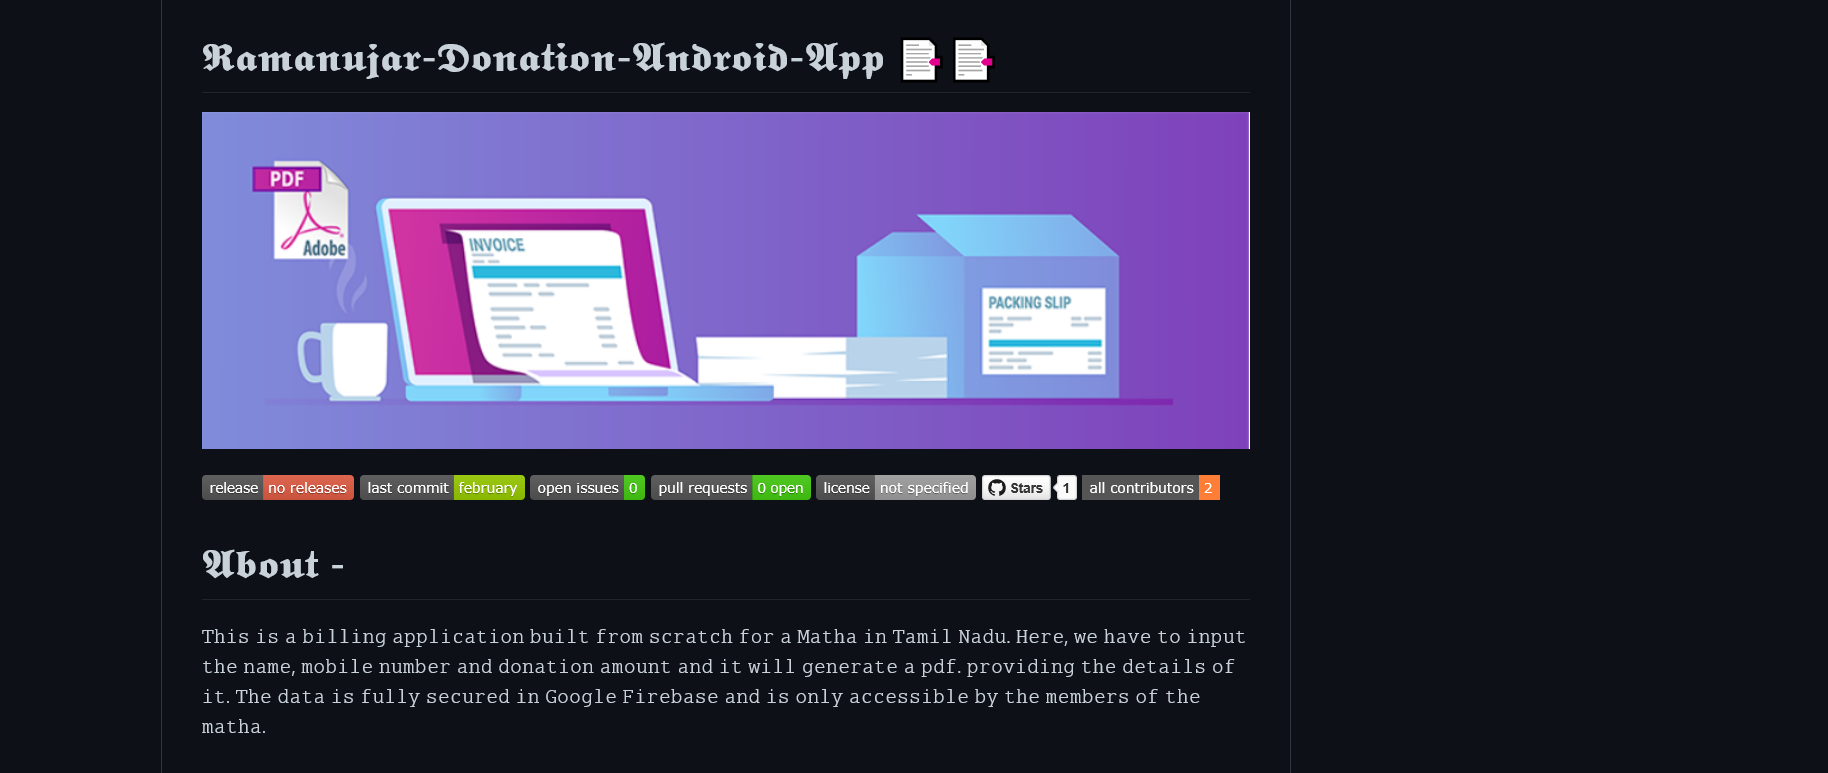 Ramanujar-Donation-Android-App
PDF
Adobe
INVOICE
PACKING SLIP
release no releases last commit february open issues 0 pull requests 0 open license not specified Stars 1 all contributors 2
About -
This is a billing application built from scratch for a Matha in Tamil Nadu. Here, we have to input
the name, mobile number and donation amount and it will generate a pdf. providing the details of
it. The data is fully secured in Google Firebase and is only accessible by the members of the
matha.